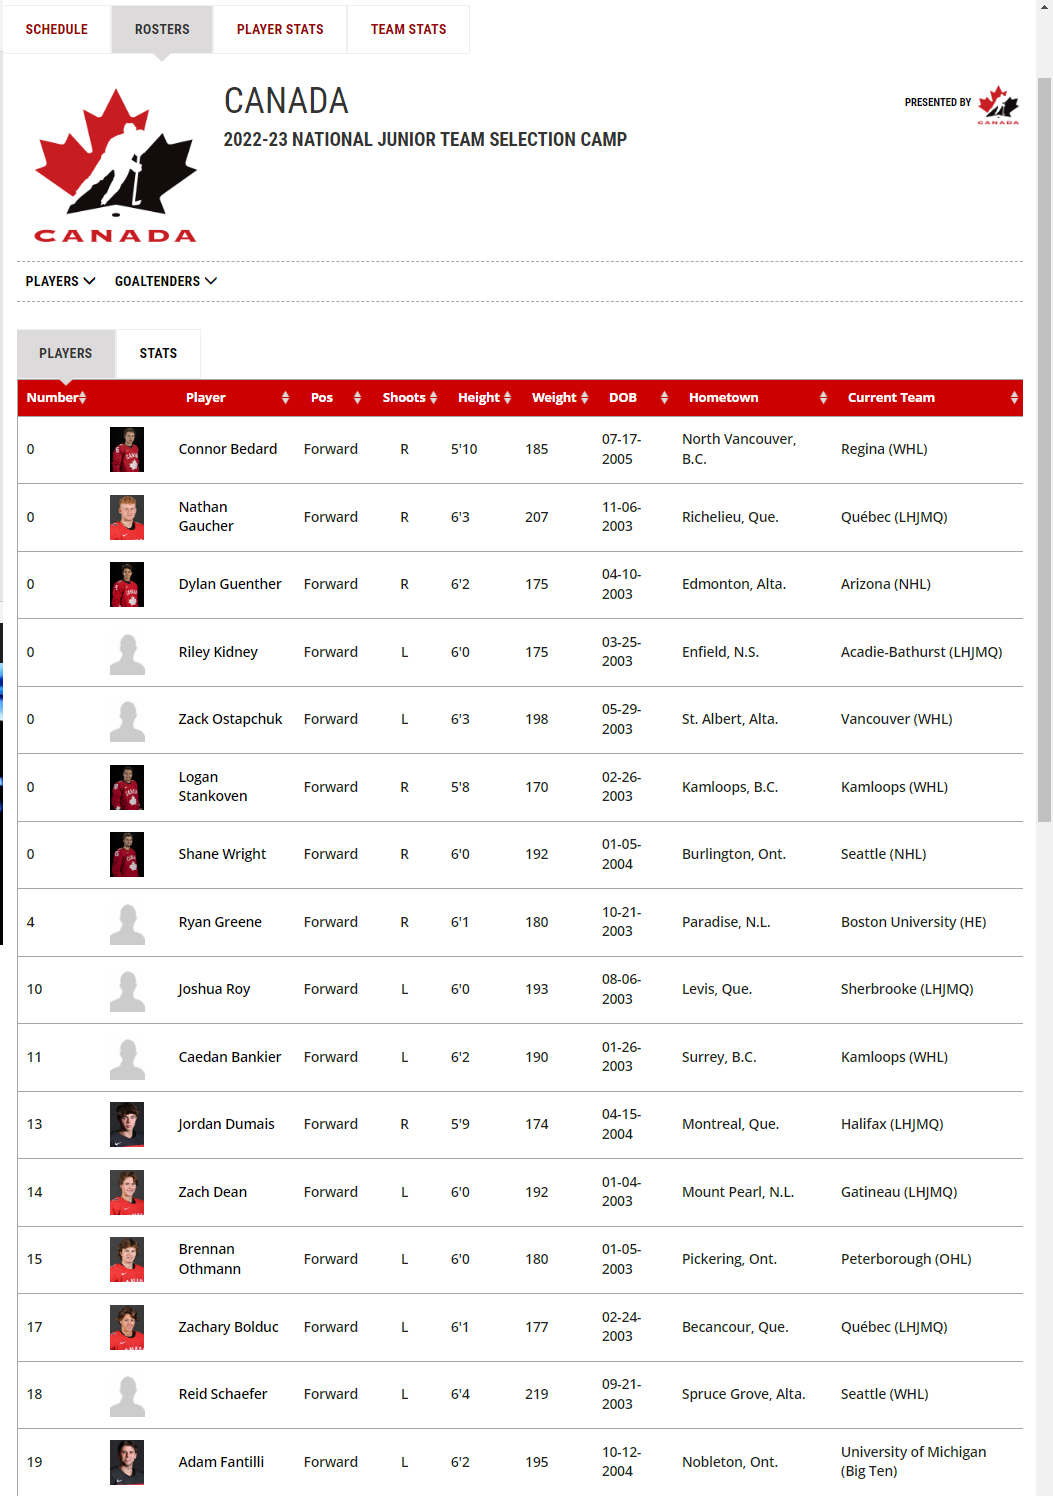 SCHEDULE ROSTERS PLAYER STATS TEAM STATS
CANADA
PRESENTED BY
CANADA
2022-23 NATIONAL JUNIOR TEAM SELECTION CAMP
CANADA
PLAYERS GOALTENDERS
PLAYERS STATS
Number Player Pos Shoots Height Weight DOB Hometown Current Team
0 Connor Bedard Forward R 5'10 185 07-17-2005 North Vancouver, B.C. Regina (WHL)
0 Nathan Gaucher Forward R 6'3 207 11-06-2003 Richelieu, Que. Québec (LHJMQ)
0 Dylan Guenther Forward R 6'2 175 04-10-2003 Edmonton, Alta. Arizona (NHL)
0 Riley Kidney Forward L 6'0 175 03-25-2003 Enfield, N.S. Acadie-Bathurst (LHJMQ)
0 Zack Ostapchuk Forward L 6'3 198 05-29-2003 St. Albert, Alta. Vancouver (WHL)
0 Logan Stankoven Forward R 5'8 170 02-26-2003 Kamloops, B.C. Kamloops (WHL)
0 Shane Wright Forward R 6'0 192 01-05-2004 Burlington, Ont. Seattle (NHL)
4 Ryan Greene Forward R 6'1 180 10-21-2003 Paradise, N.L. Boston University (HE)
10 Joshua Roy Forward L 6'0 193 08-06-2003 Levis, Que. Sherbrooke (LHJMQ)
11 Caedan Bankier Forward L 6'2 190 01-26-2003 Surrey, B.C. Kamloops (WHL)
13 Jordan Dumais Forward R 5'9 174 04-15-2004 Montreal, Que. Halifax (LHJMQ)
14 Zach Dean Forward L 6'0 192 01-04-2003 Mount Pearl, N.L. Gatineau (LHJMQ)
15 Brennan Othmann Forward L 6'0 180 01-05-2003 Pickering, Ont. Peterborough (OHL)
17 Zachary Bolduc Forward L 6'1 177 02-24-2003 Becancour, Que. Québec (LHJMQ)
18 Reid Schaefer Forward L 6'4 219 09-21-2003 Spruce Grove, Alta. Seattle (WHL)
19 Adam Fantilli Forward L 6'2 195 10-12-2004 Nobleton, Ont. University of Michigan (Big Ten)